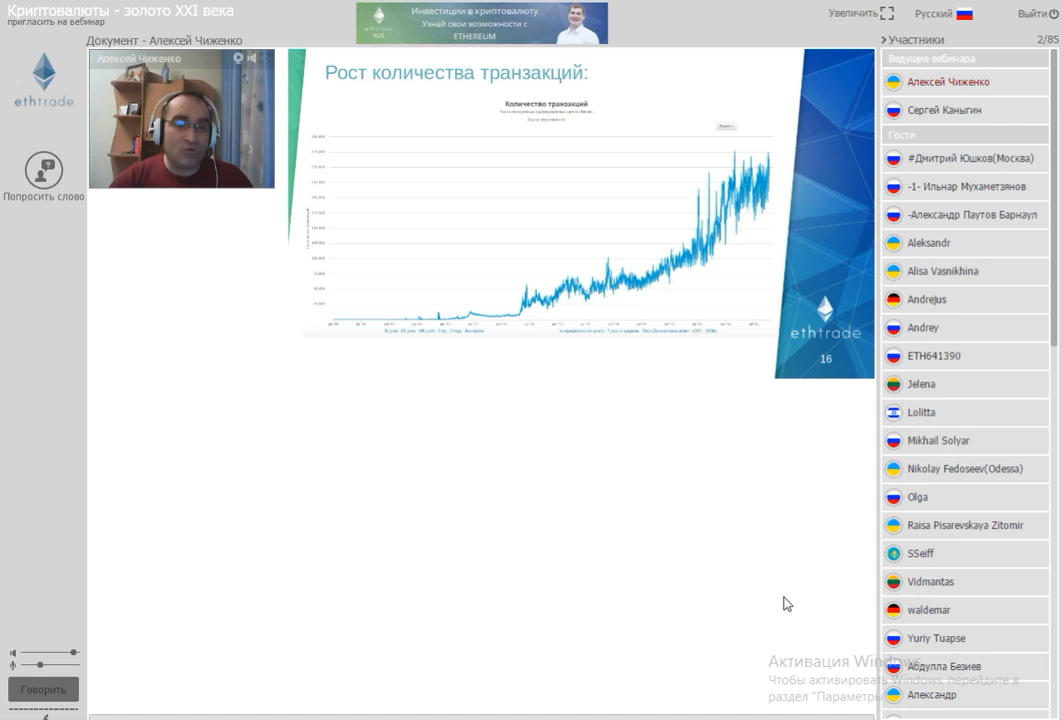 Криптовалюты - золото XXI века
пригласить на вебинар
ethtrade
RUS
Инвестиции в криптовалюту
Узнай свои возможности с
ETHEREUM
Увеличить
Русский
Выйти
Документ - Алексей Чиженко
Участники 2/85
ethtrade
Попросить слово
Алексей Чиженко
Рост количества транзакций:
Количество транзакций
ethtrade
16
Ведущие вебинара
Алексей Чиженко
Сергей Каныгин
Гости
#Дмитрий Юшков(Москва)
-1- Ильнар Мухаметзянов
-Александр Паутов Барнаул
Aleksandr
Alisa Vasnikhina
Andrejus
Andrey
ETH641390
Jelena
Lolitta
Mikhail Solyar
Nikolay Fedoseev(Odessa)
Olga
Raisa Pisarevskaya Zitomir
SSeiff
Vidmantas
waldemar
Yuriy Tuapse
Абдулла Безиев
Александр
Активация Windows
Чтобы активировать Windows, перейдите в
раздел "Параметры
Говорить